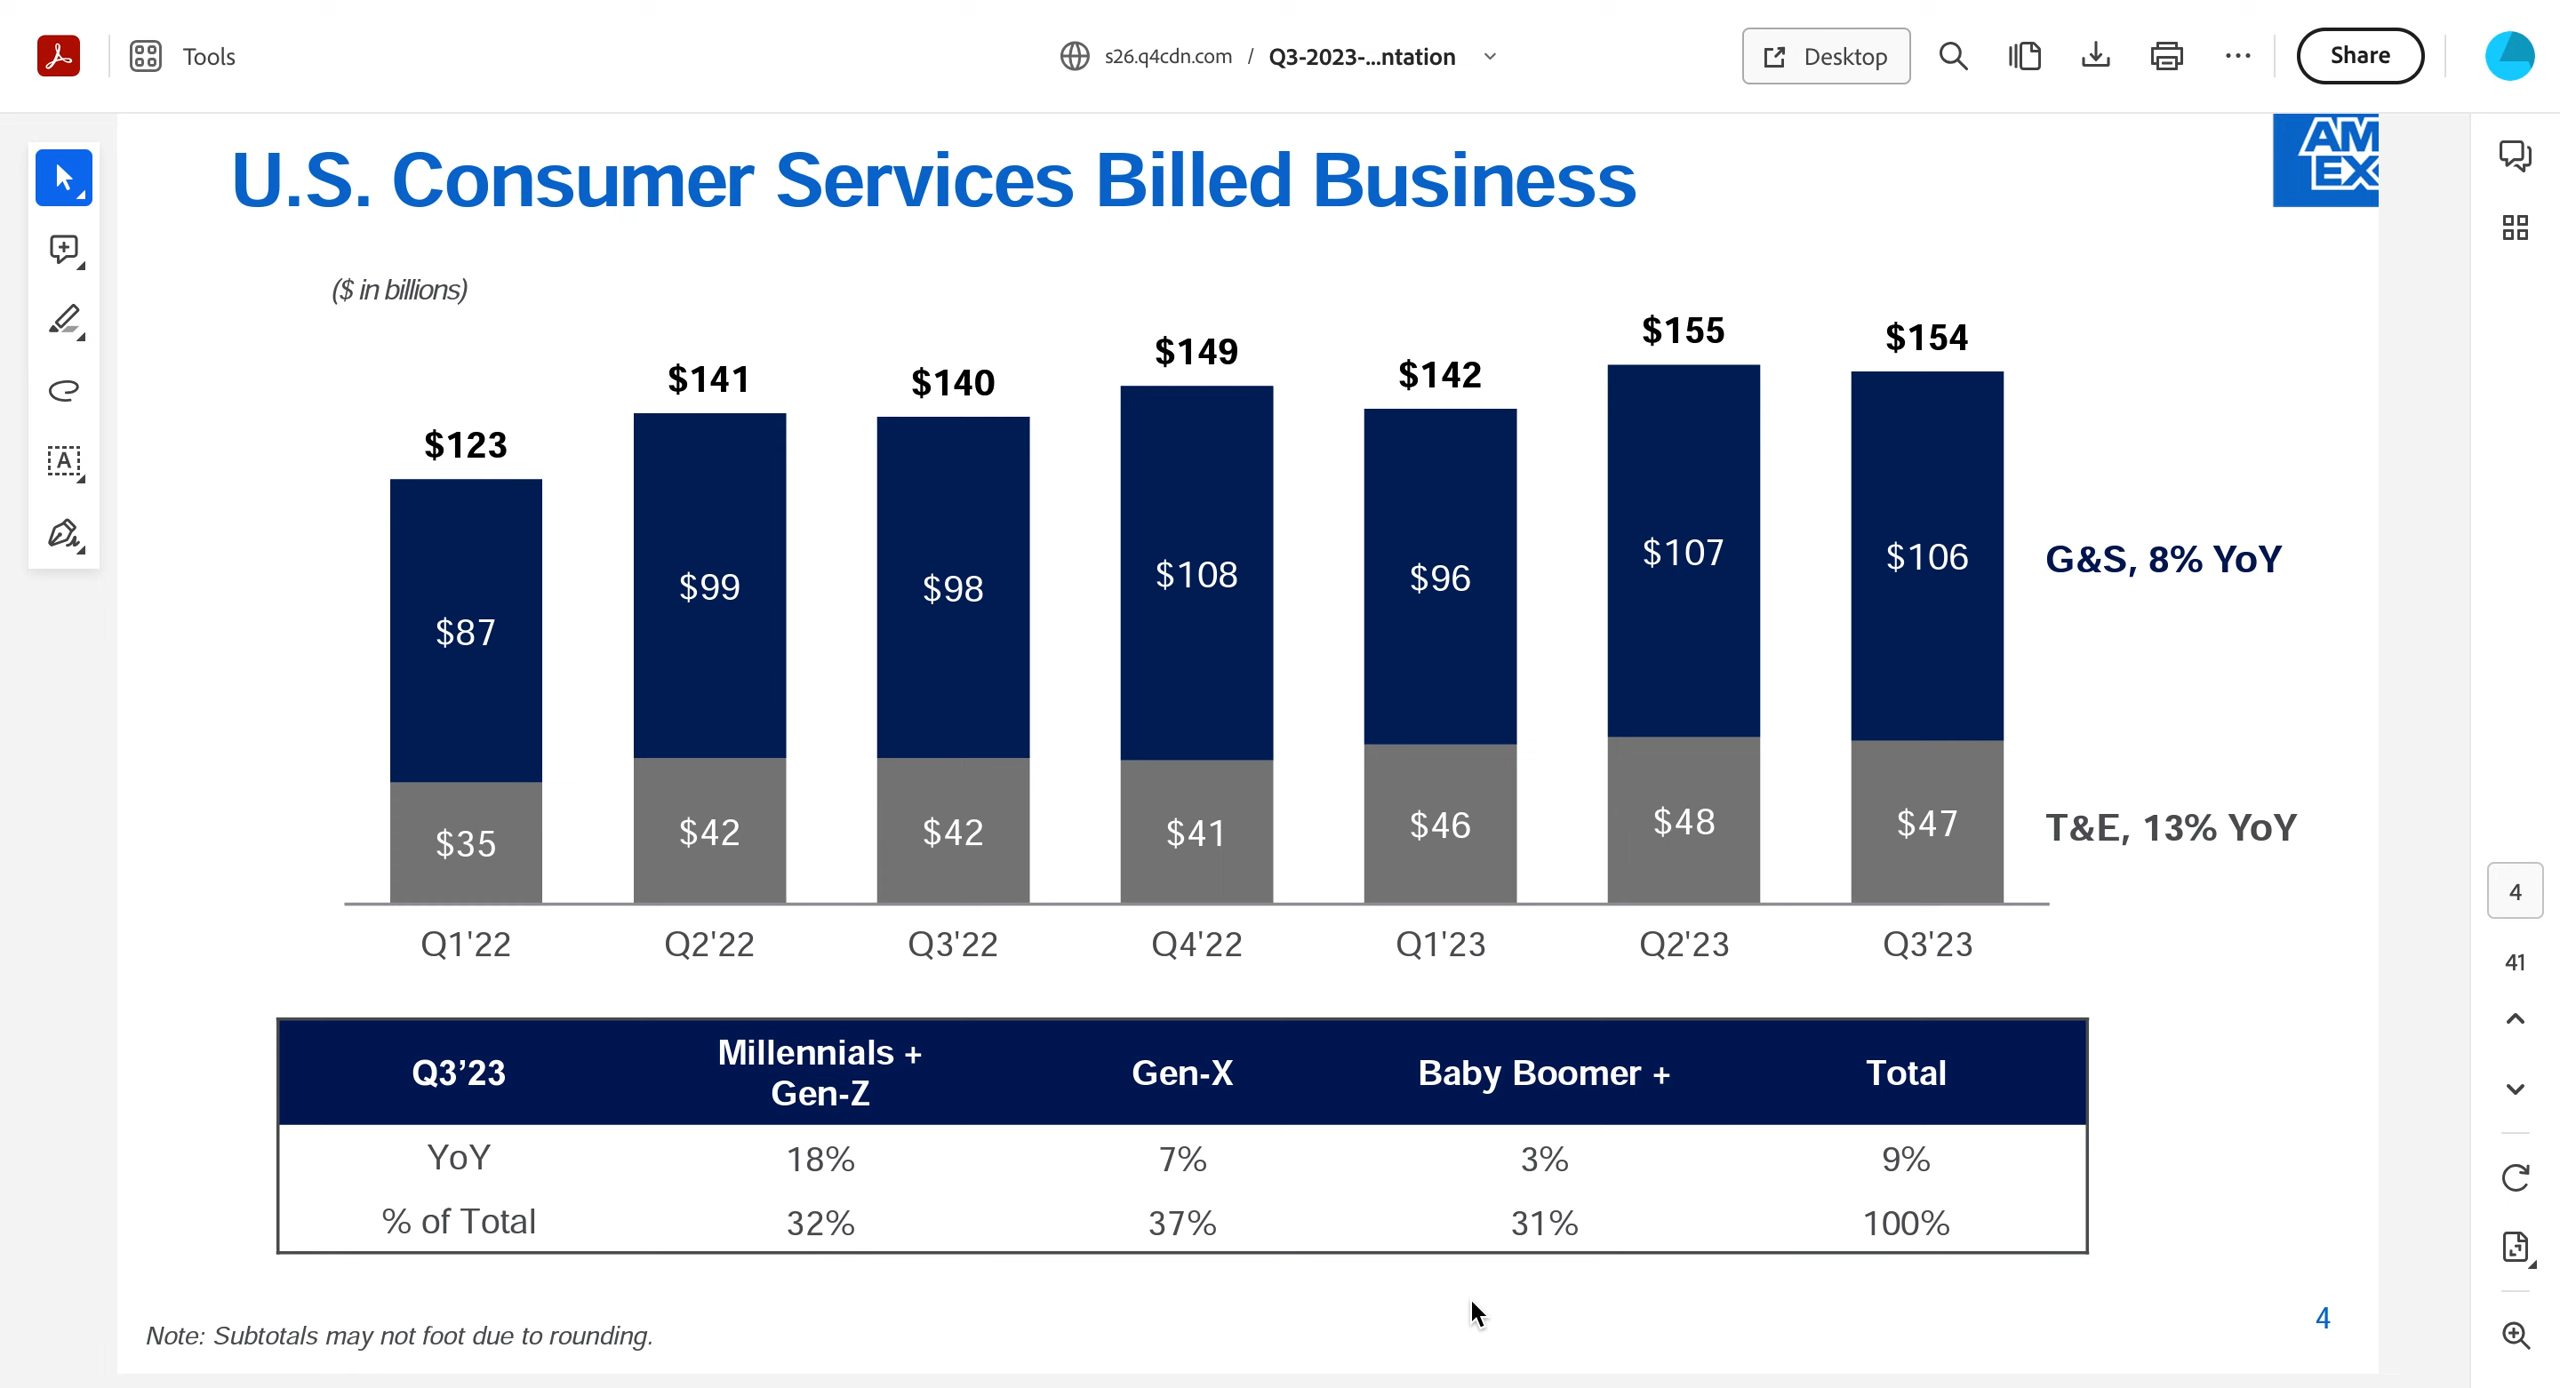 Tools
s26.q4cdn.com / Q3-2023-...ntation
Desktop
Share
U.S. Consumer Services Billed Business
AM
EX
($ in billions)
$123 $141 $140 $149 $142 $155 $154
$87 $99 $98 $108 $96 $107 $106 G&S, 8% YoY
$35 $42 $42 $41 $46 $48 $47 T&E, 13% YoY
Q1'22 Q2'22 Q3'22 Q4'22 Q1'23 Q2'23 Q3'23
Q3’23 Millennials + Gen-Z Gen-X Baby Boomer + Total
YoY 18% 7% 3% 9%
% of Total 32% 37% 31% 100%
Note: Subtotals may not foot due to rounding.
4
4
41